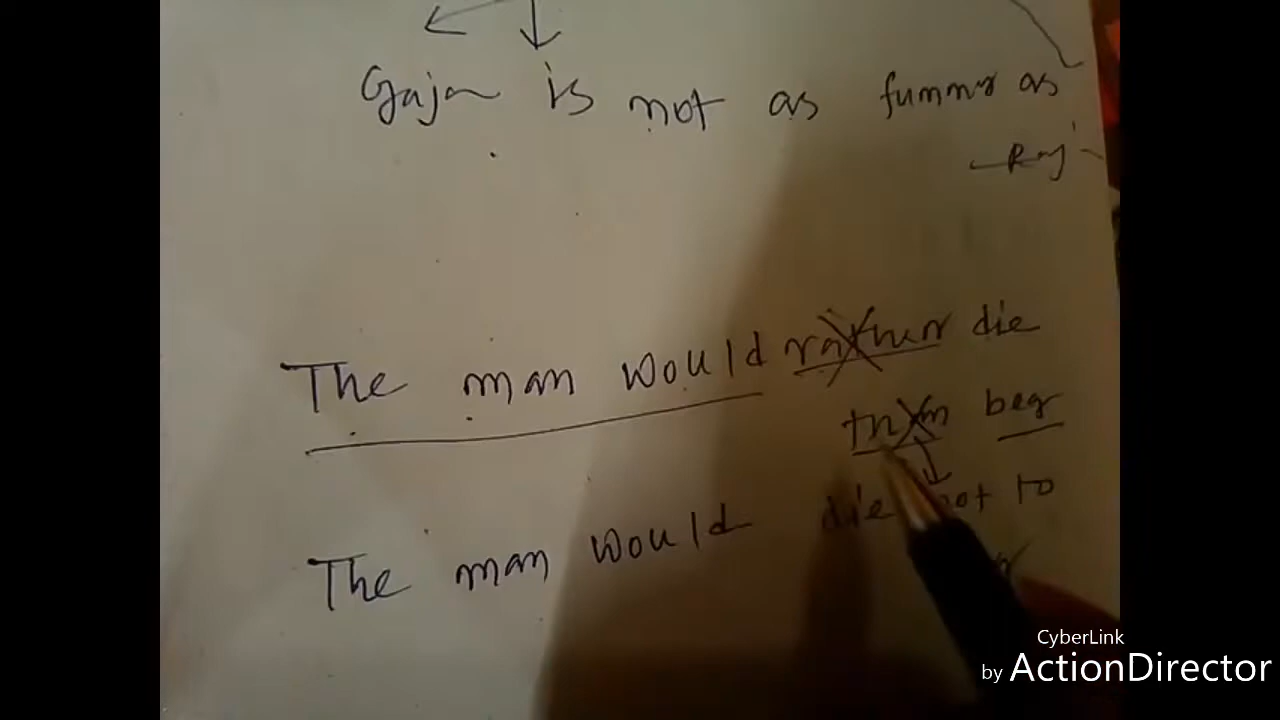 Gajan is not as funny as
Raj
The man would rather die
than beg
The man would die not to
CyberLink
by ActionDirector